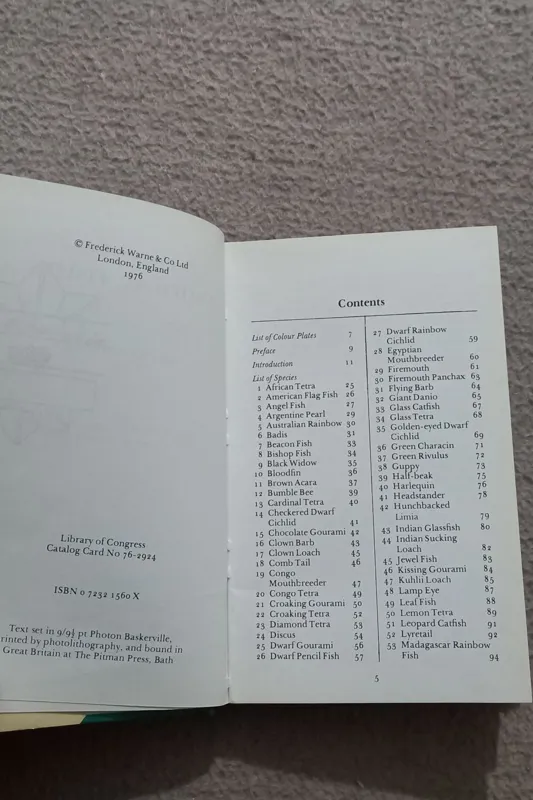 © Frederick Warne & Co Ltd
London, England
1976
Library of Congress
Catalog Card No 76-2924
ISBN 0 7232 1560 X
Text set in 9/9½ pt Photon Baskerville,
printed by photolithography, and bound in
Great Britain at The Pitman Press, Bath
Contents
List of Colour Plates 7
Preface 9
Introduction 11
List of Species
1 African Tetra 25
2 American Flag Fish 26
3 Angel Fish 27
4 Argentine Pearl 29
5 Australian Rainbow 30
6 Badis 31
7 Beacon Fish 33
8 Bishop Fish 34
9 Black Widow 35
10 Bloodfin 36
11 Brown Acara 37
12 Bumble Bee 39
13 Cardinal Tetra 40
14 Checkered Dwarf
Cichlid 41
15 Chocolate Gourami 42
16 Clown Barb 43
17 Clown Loach 45
18 Comb Tail 46
19 Congo
Mouthbreeder 47
20 Congo Tetra 49
21 Croaking Gourami 50
22 Croaking Tetra 52
23 Diamond Tetra 53
24 Discus 54
25 Dwarf Gourami 56
26 Dwarf Pencil Fish 57
27 Dwarf Rainbow
Cichlid 59
28 Egyptian
Mouthbreeder 60
29 Firemouth 61
30 Firemouth Panchax 63
31 Flying Barb 64
32 Giant Danio 65
33 Glass Catfish 67
34 Glass Tetra 68
35 Golden-eyed Dwarf
Cichlid 69
36 Green Characin 71
37 Green Rivulus 72
38 Guppy 73
39 Half-beak 75
40 Harlequin 76
41 Headstander 78
42 Hunchbacked
Limia 79
43 Indian Glassfish 80
44 Indian Sucking
Loach 82
45 Jewel Fish 83
46 Kissing Gourami 84
47 Kuhlii Loach 85
48 Lamp Eye 87
49 Leaf Fish 88
50 Lemon Tetra 89
51 Leopard Catfish 91
52 Lyretail 92
53 Madagascar Rainbow
Fish 94
5